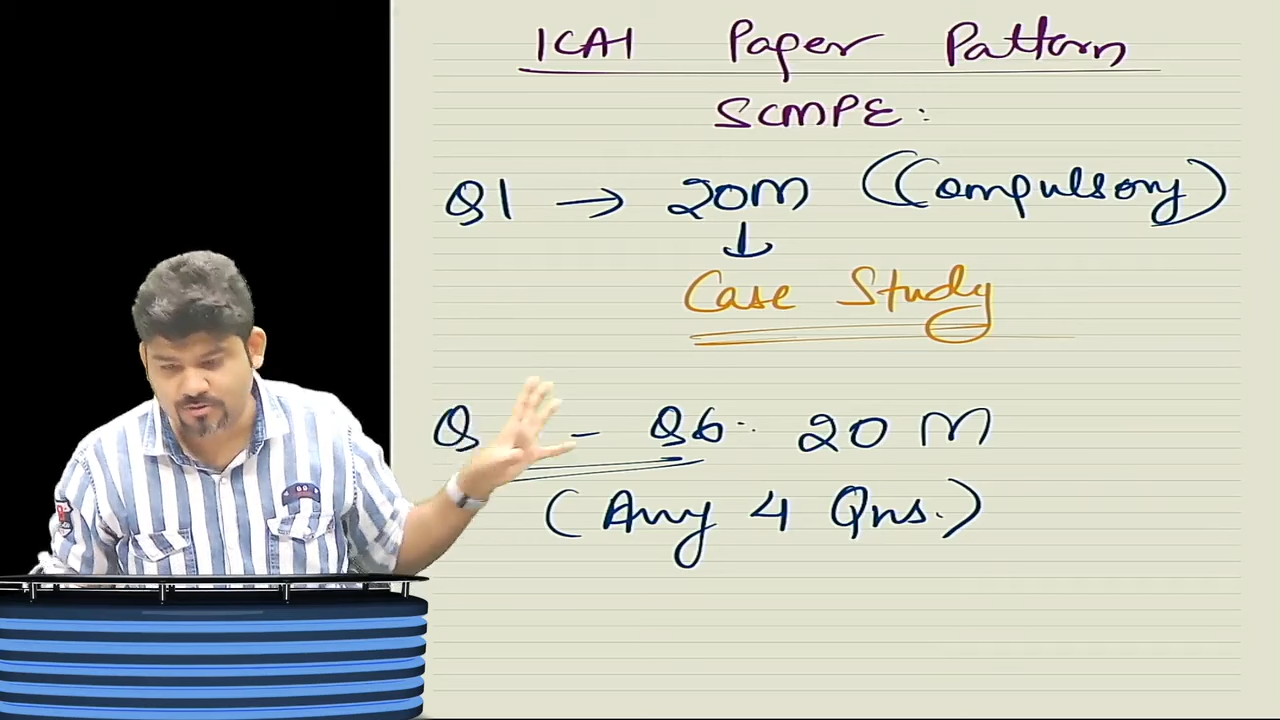 ICAI Paper Pattern
SCMPE:
Q1 → 20M (Compulsory)
↓
Case Study
Q - Q6. 20 M
(Any 4 Qns.)